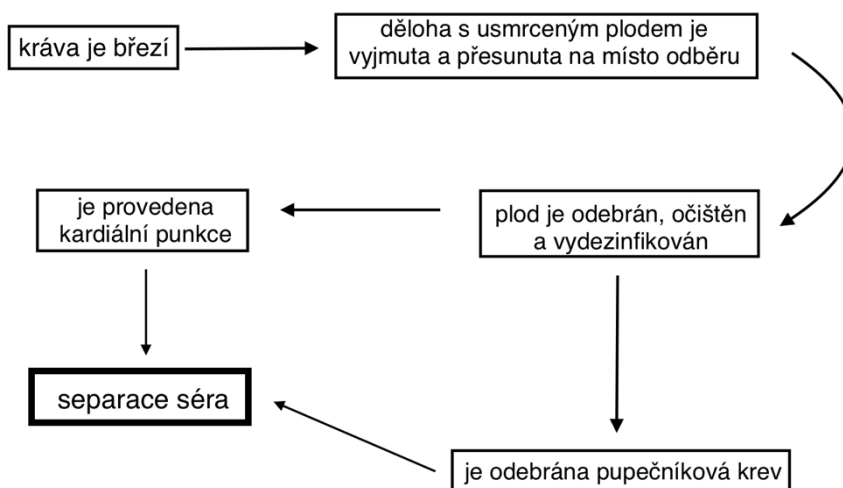 kráva je březí
děloha s usmrceným plodem je
vyjmuta a přesunuta na místo odběru
plod je odebrán, očištěn
a vydezinfikován
je provedena
kardiální punkce
separace séra
je odebrána pupečníková krev